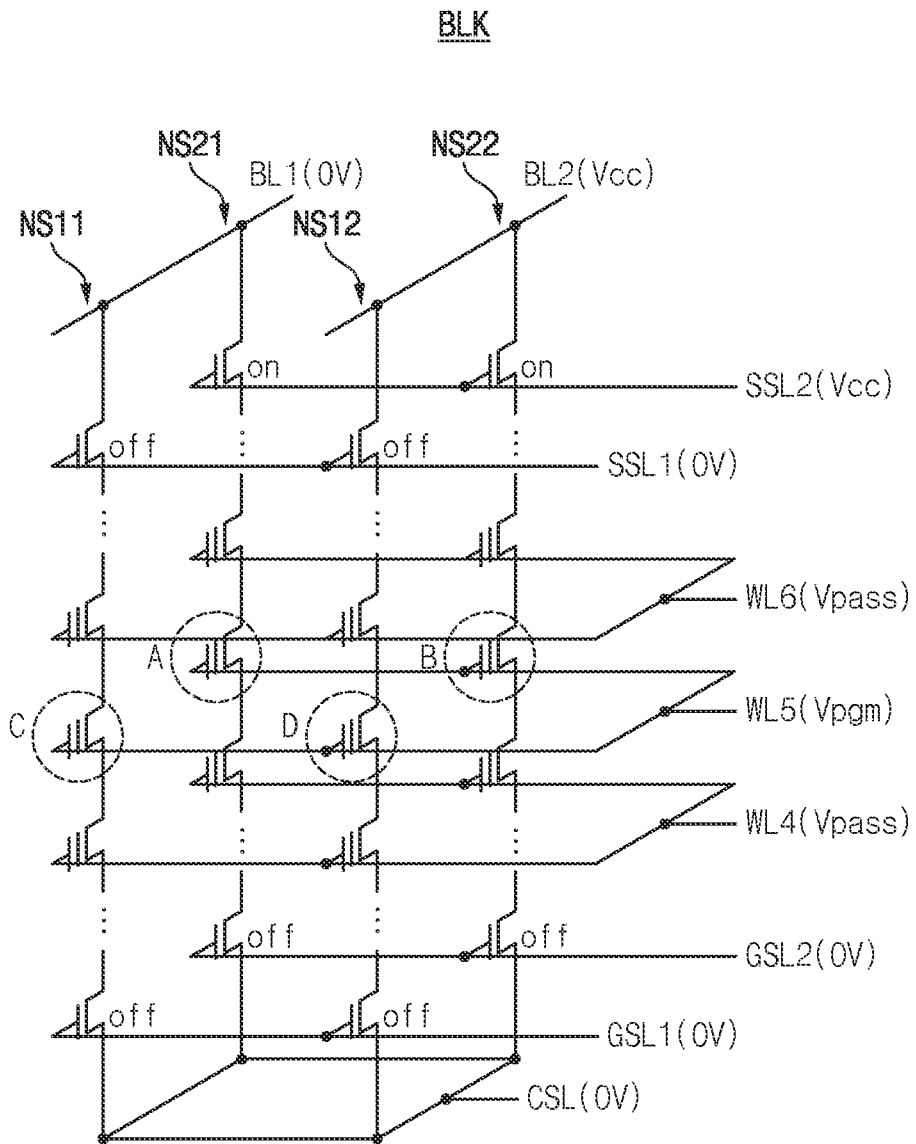 BLK
NS21
NS22
BL1(0V)
BL2(Vcc)
NS11
NS12
on
on
SSL2(Vcc)
off
off
SSL1(0V)
WL6(Vpass)
A
B
WL5(Vpgm)
C
D
WL4(Vpass)
off
off
GSL2(0V)
off
off
GSL1(0V)
CSL(0V)